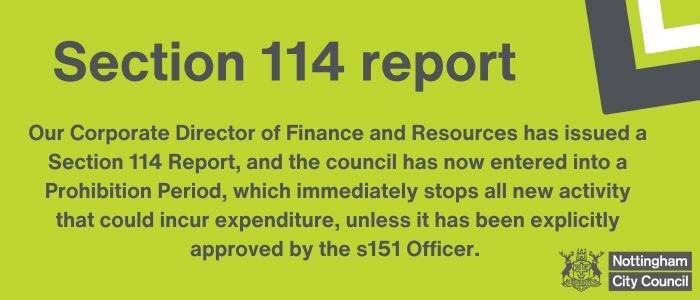 Section 114 report
Our Corporate Director of Finance and Resources has issued a
Section 114 Report, and the council has now entered into a
Prohibition Period, which immediately stops all new activity
that could incur expenditure, unless it has been explicitly
approved by the s151 Officer.
Nottingham
City Council